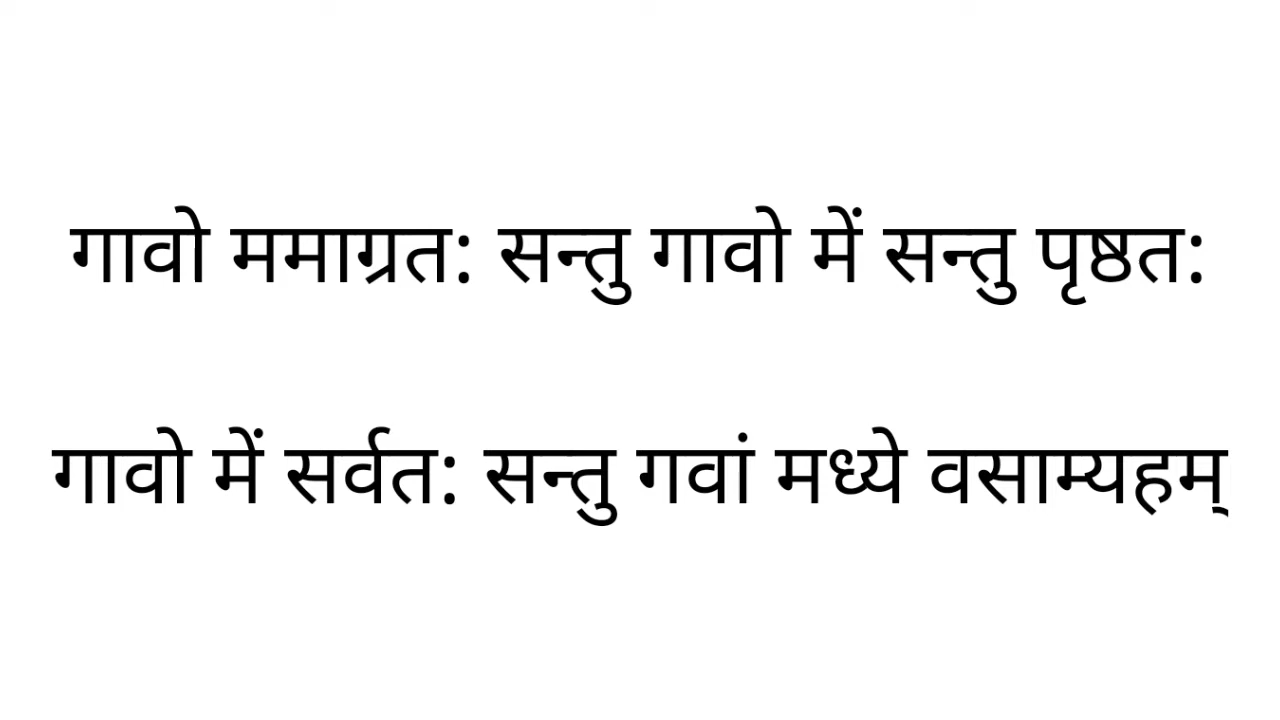 गावो ममाग्रत: सन्तु गावो में सन्तु पृष्ठत:
गावो में सर्वत: सन्तु गवां मध्ये वसाम्यहम्